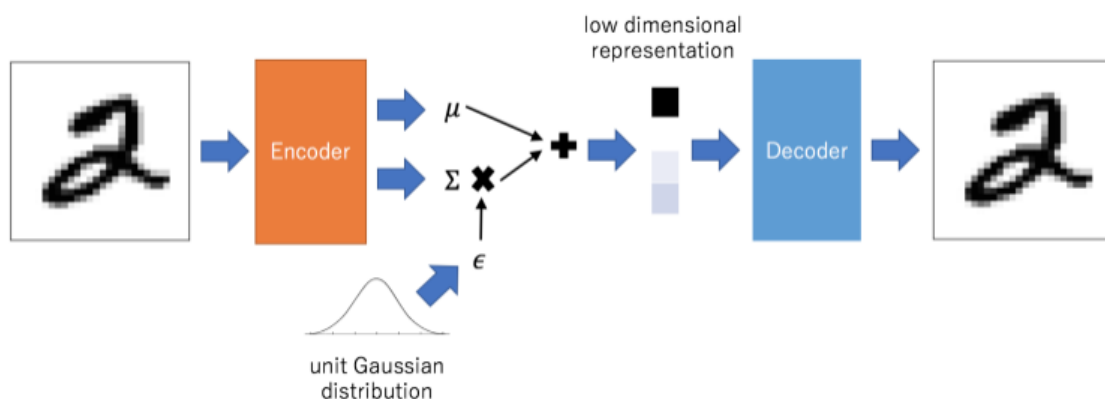 low dimensional
representation
Encoder
μ
Σ
ϵ
Decoder
unit Gaussian
distribution